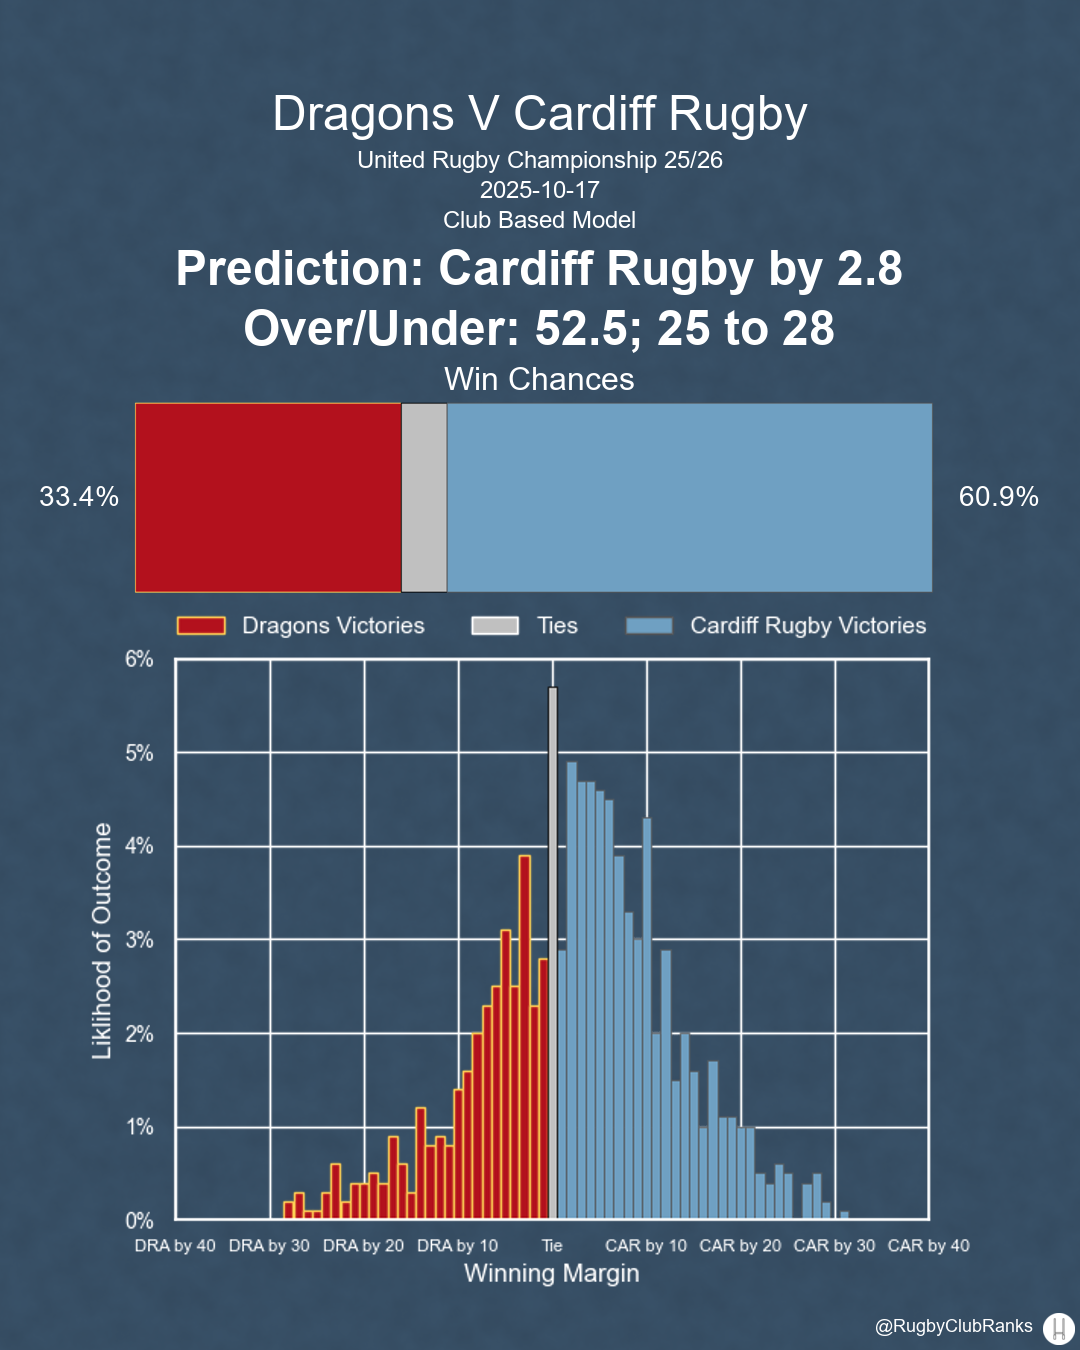 Dragons V Cardiff Rugby
United Rugby Championship 25/26
2025-10-17
Club Based Model
Prediction: Cardiff Rugby by 2.8
Over/Under: 52.5; 25 to 28
Win Chances
33.4%
60.9%
Dragons Victories
Ties
Cardiff Rugby Victories
6%
5%
4%
3%
2%
1%
0%
Liklihood of Outcome
DRA by 40
DRA by 30
DRA by 20
DRA by 10
Tie
CAR by 10
CAR by 20
CAR by 30
CAR by 40
Winning Margin
@RugbyClubRanks